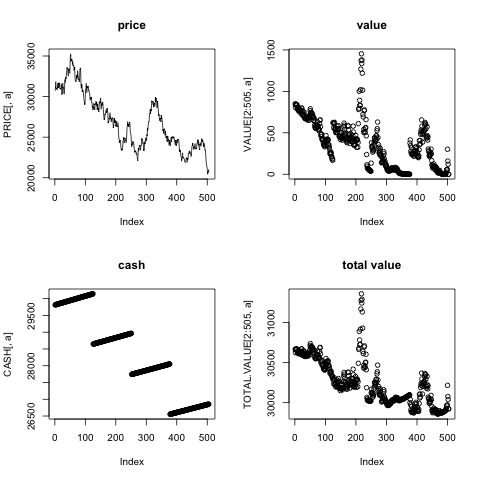 price
PRICE[, a]
35000
30000
25000
20000
0 100 200 300 400 500
Index
value
VALUE[2:505, a]
1500
1000
500
0
0 100 200 300 400 500
Index
cash
CASH[, a]
29500
28000
26500
0 100 200 300 400 500
Index
total value
TOTAL.VALUE[2:505, a]
31000
30500
30000
0 100 200 300 400 500
Index